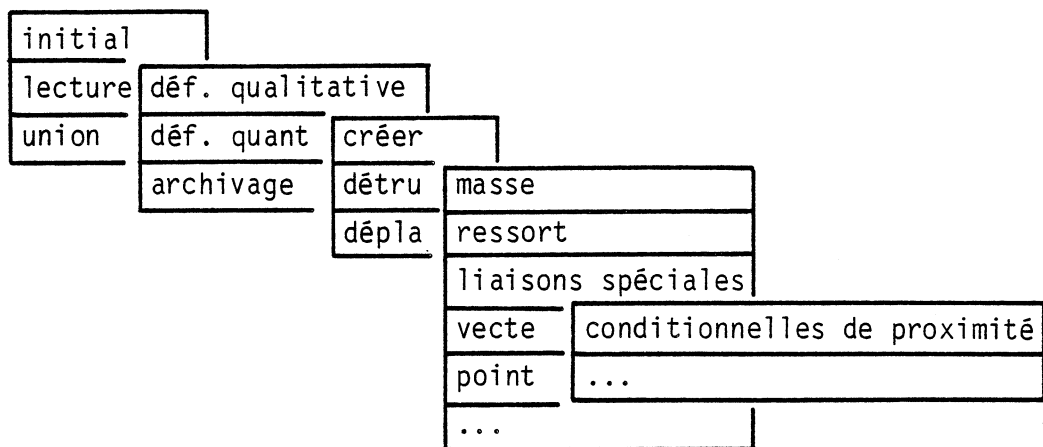 initial
lecture
union
déf. qualitative
déf. quant
archivage
créer
détru
dépla
masse
ressort
liaisons spéciales
vecte
point
...
conditionnelles de proximité
...